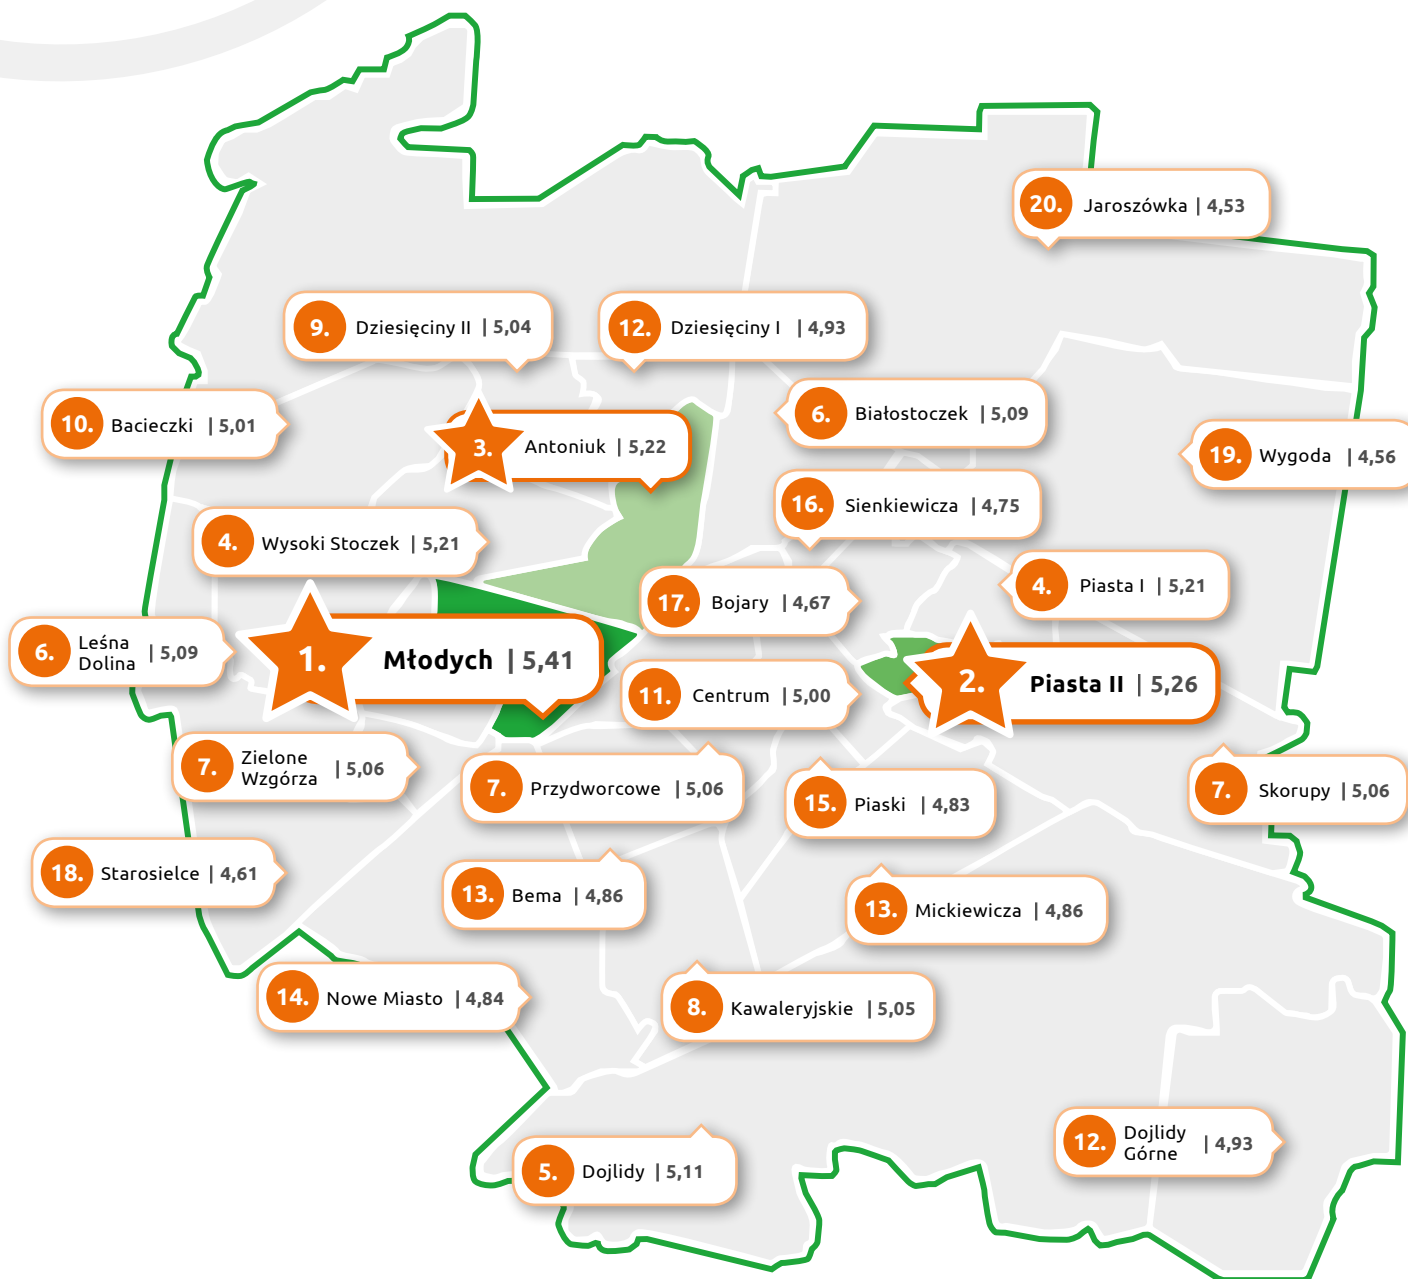 20. Jaroszówka | 4,53
9. Dziesięciny II | 5,04
12. Dziesięciny I | 4,93
10. Bacieczki | 5,01
6. Białostoczek | 5,09
3. Antoniuk | 5,22
19. Wygoda | 4,56
16. Sienkiewicza | 4,75
4. Wysoki Stoczek | 5,21
4. Piasta I | 5,21
17. Bojary | 4,67
6. Leśna
Dolina | 5,09
1. Młodych | 5,41
2. Piasta II | 5,26
11. Centrum | 5,00
7. Zielone
Wzgórza | 5,06
7. Przydworcowe | 5,06
15. Piaski | 4,83
7. Skorupy | 5,06
18. Starosielce | 4,61
13. Bema | 4,86
13. Mickiewicza | 4,86
14. Nowe Miasto | 4,84
8. Kawaleryjskie | 5,05
12. Dojlidy
Górne | 4,93
5. Dojlidy | 5,11